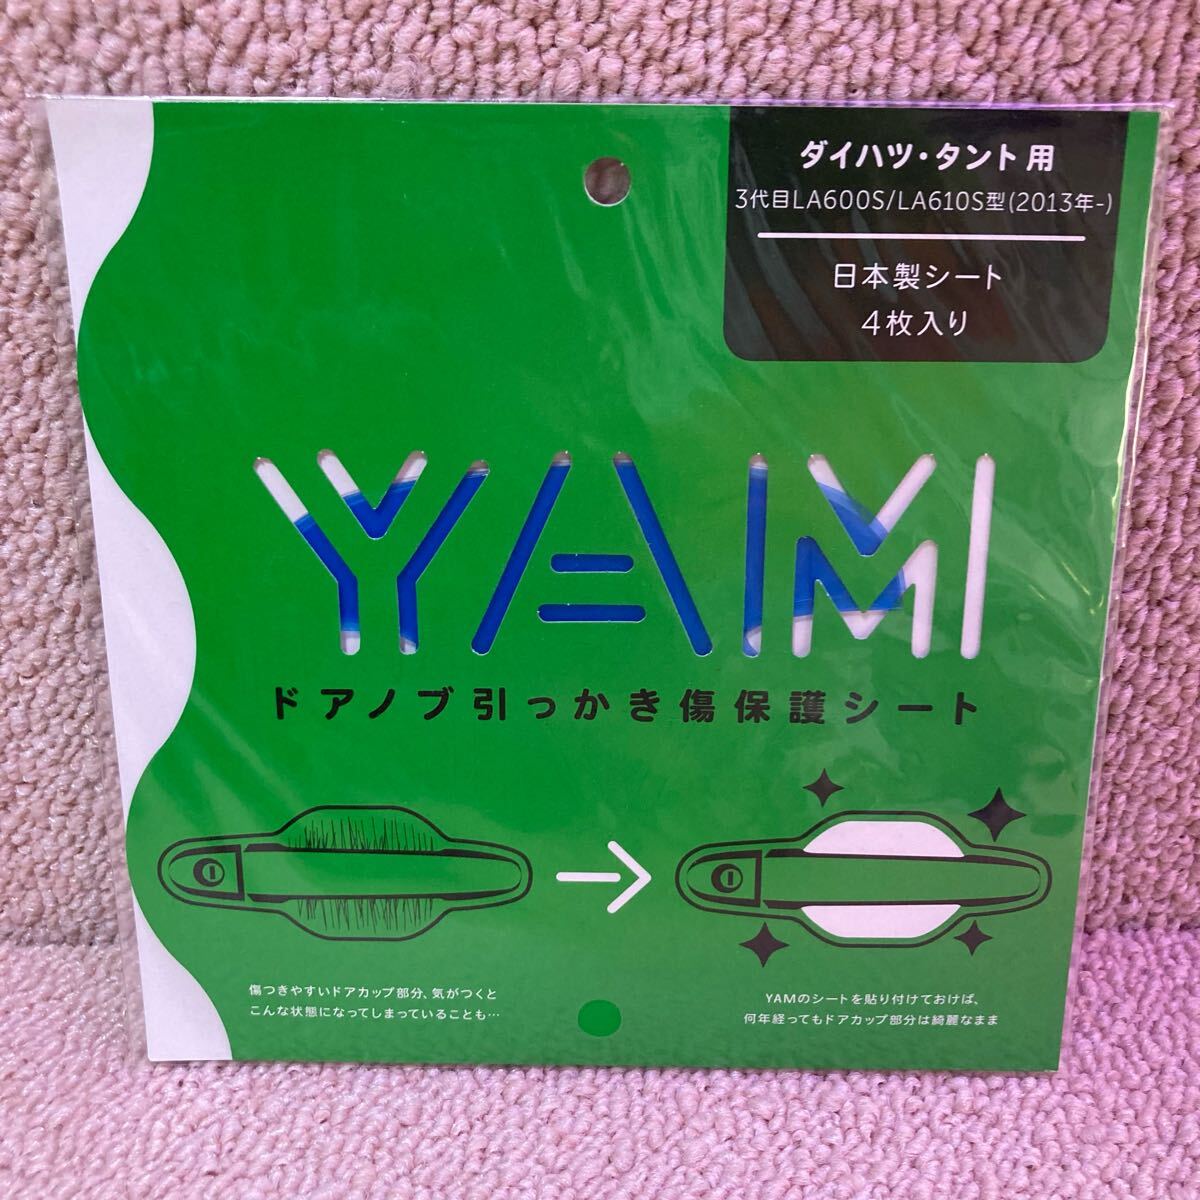 ダイハツ・タント用
3代目LA600S/LA610S型(2013年-)
日本製シート
4枚入り
YAM
ドアノブ引っかき傷保護シート
傷つきやすいドアカップ部分、気がつくと
こんな状態になってしまっていることも…
YAMのシートを貼り付けておけば、
何年経ってもドアカップ部分は綺麗なまま